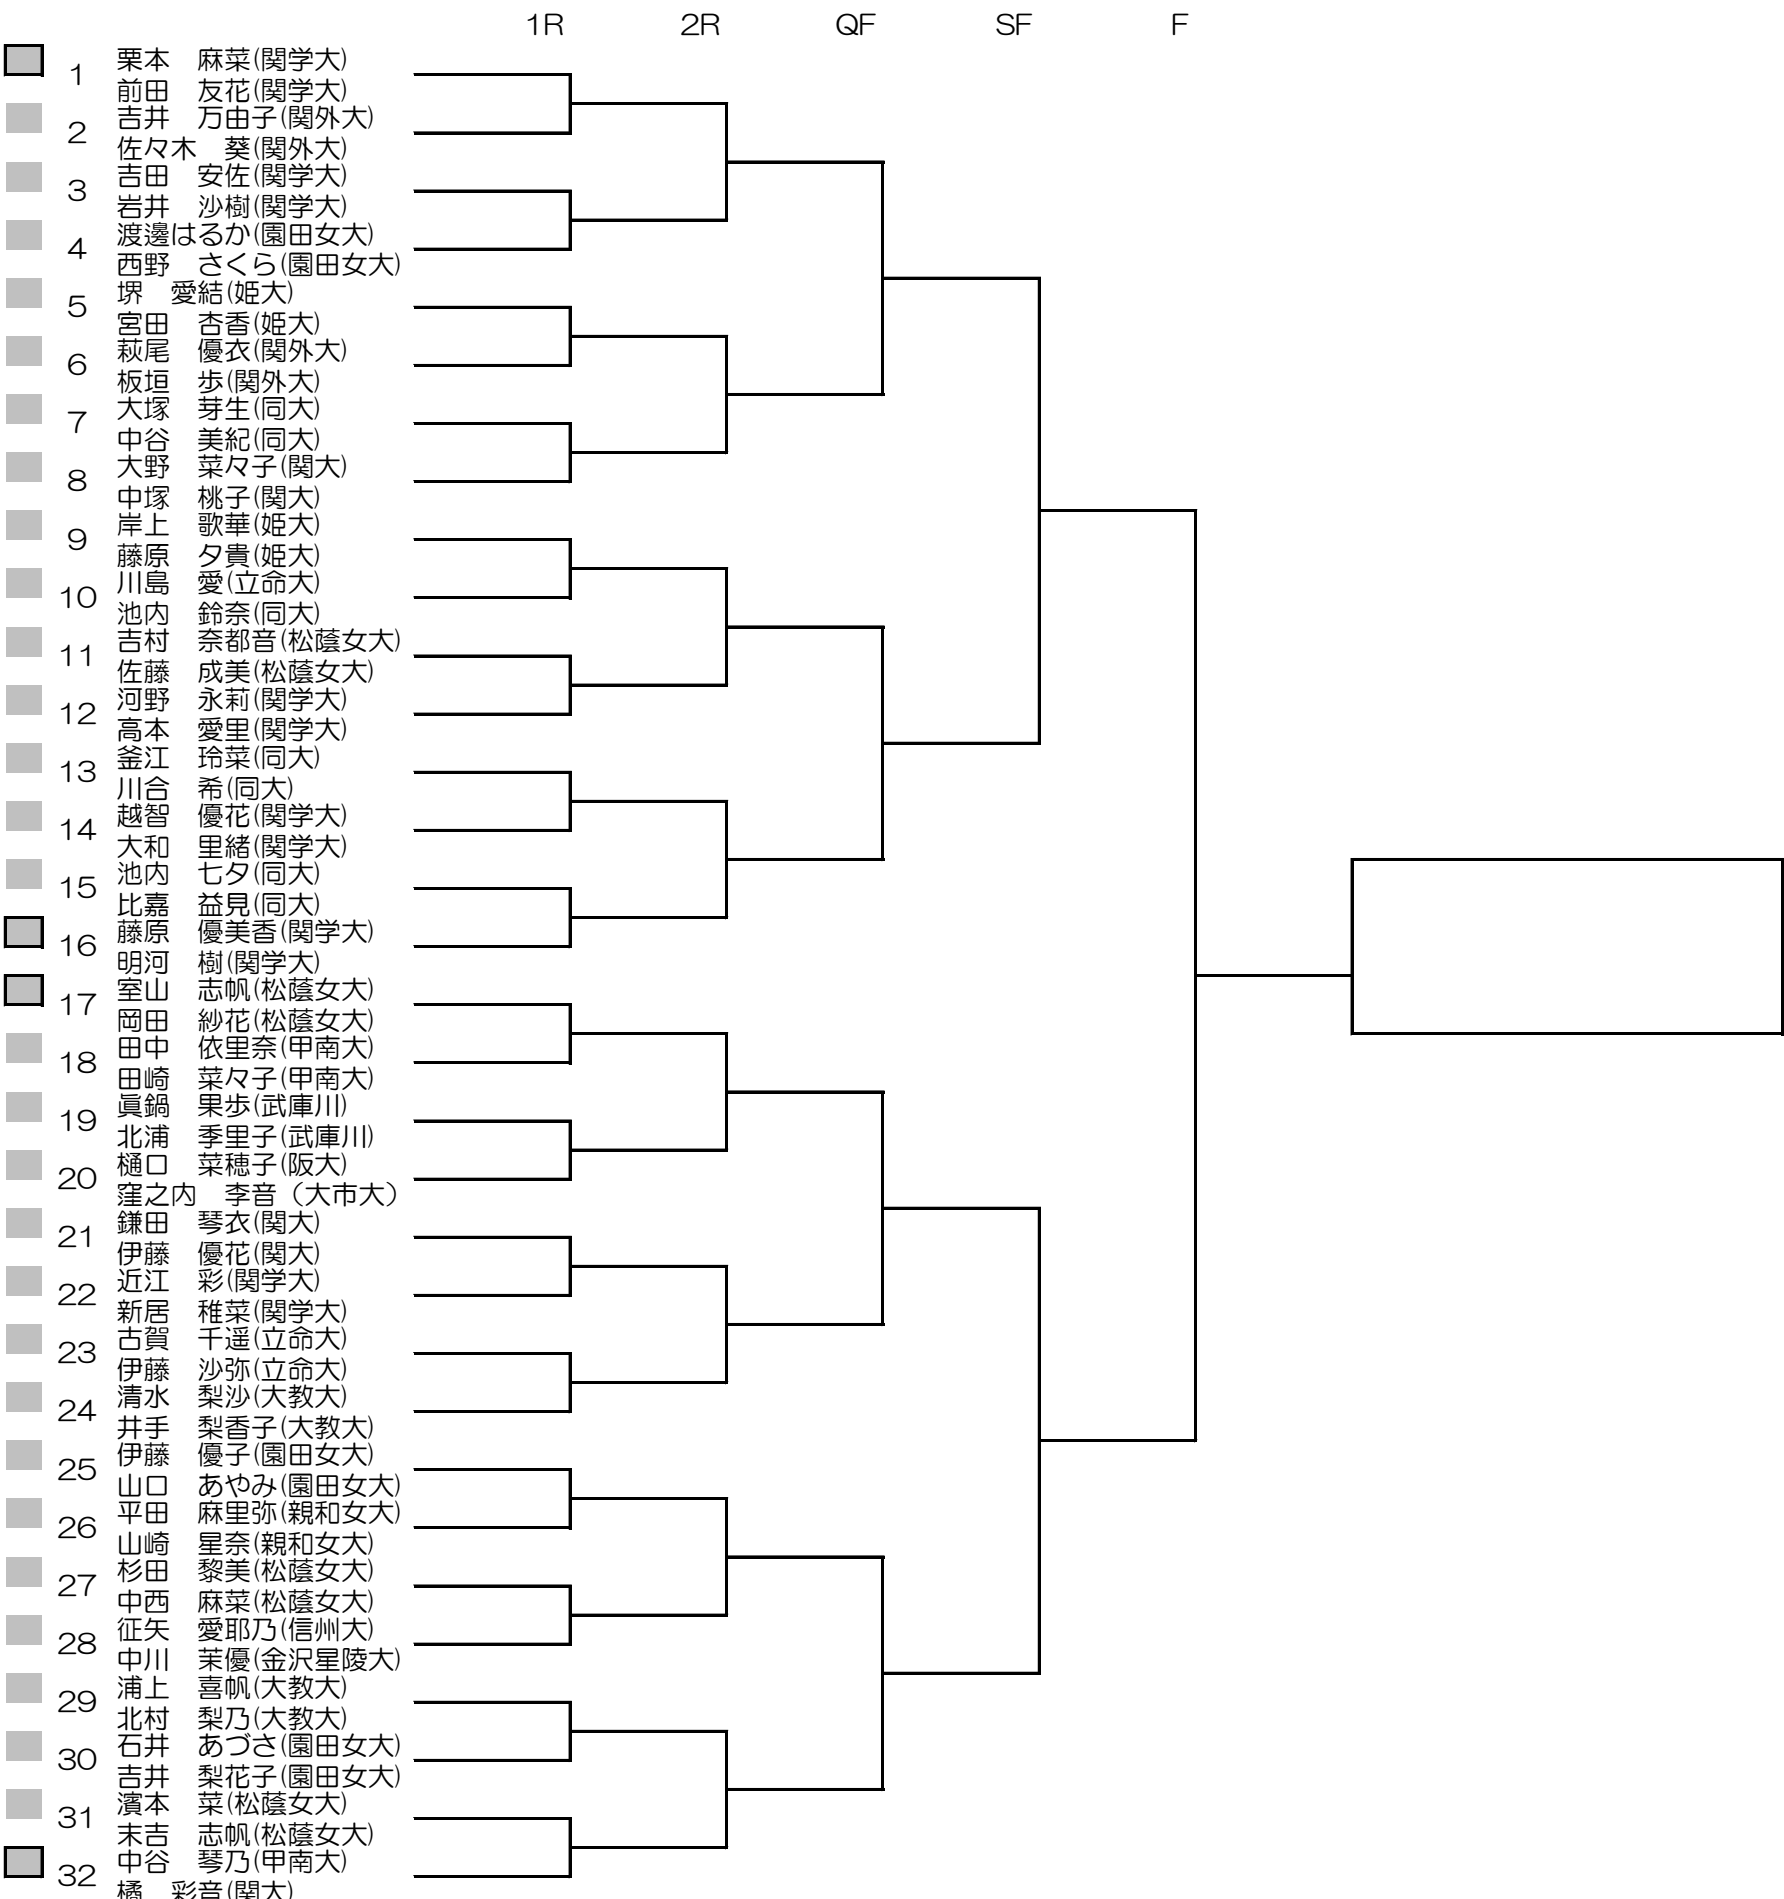 1R 2R QF SF F
1 栗本 麻菜(関学大)
前田 友花(関学大)
2 吉井 万由子(関外大)
佐々木 葵(関外大)
3 吉田 安佐(関学大)
岩井 沙樹(関学大)
4 渡邊はるか(園田女大)
西野 さくら(園田女大)
5 堺 愛結(姫大)
宮田 杏香(姫大)
6 萩尾 優衣(関外大)
板垣 歩(関外大)
7 大塚 芽生(同大)
中谷 美紀(同大)
8 大野 菜々子(関大)
中塚 桃子(関大)
9 岸上 歌華(姫大)
藤原 夕貴(姫大)
10 川島 愛(立命大)
池内 鈴奈(同大)
11 吉村 奈都音(松蔭女大)
佐藤 成美(松蔭女大)
12 河野 永莉(関学大)
高本 愛里(関学大)
13 釜江 玲菜(同大)
川合 希(同大)
14 越智 優花(関学大)
大和 里緒(関学大)
15 池内 七夕(同大)
比嘉 益見(同大)
16 藤原 優美香(関学大)
明河 樹(関学大)
17 室山 志帆(松蔭女大)
岡田 紗花(松蔭女大)
18 田中 依里奈(甲南大)
田崎 菜々子(甲南大)
19 眞鍋 果歩(武庫川)
北浦 季里子(武庫川)
20 樋口 菜穂子(阪大)
窪之内 李音（大市大）
21 鎌田 琴衣(関大)
伊藤 優花(関大)
22 近江 彩(関学大)
新居 稚菜(関学大)
23 古賀 千遥(立命大)
伊藤 沙弥(立命大)
24 清水 梨沙(大教大)
井手 梨香子(大教大)
25 伊藤 優子(園田女大)
山口 あやみ(園田女大)
26 平田 麻里弥(親和女大)
山崎 星奈(親和女大)
27 杉田 黎美(松蔭女大)
中西 麻菜(松蔭女大)
28 征矢 愛耶乃(信州大)
中川 茉優(金沢星陵大)
29 浦上 喜帆(大教大)
北村 梨乃(大教大)
30 石井 あづさ(園田女大)
吉井 梨花子(園田女大)
31 濱本 菜(松蔭女大)
末吉 志帆(松蔭女大)
32 中谷 琴乃(甲南大)
橘 彩音(関大)